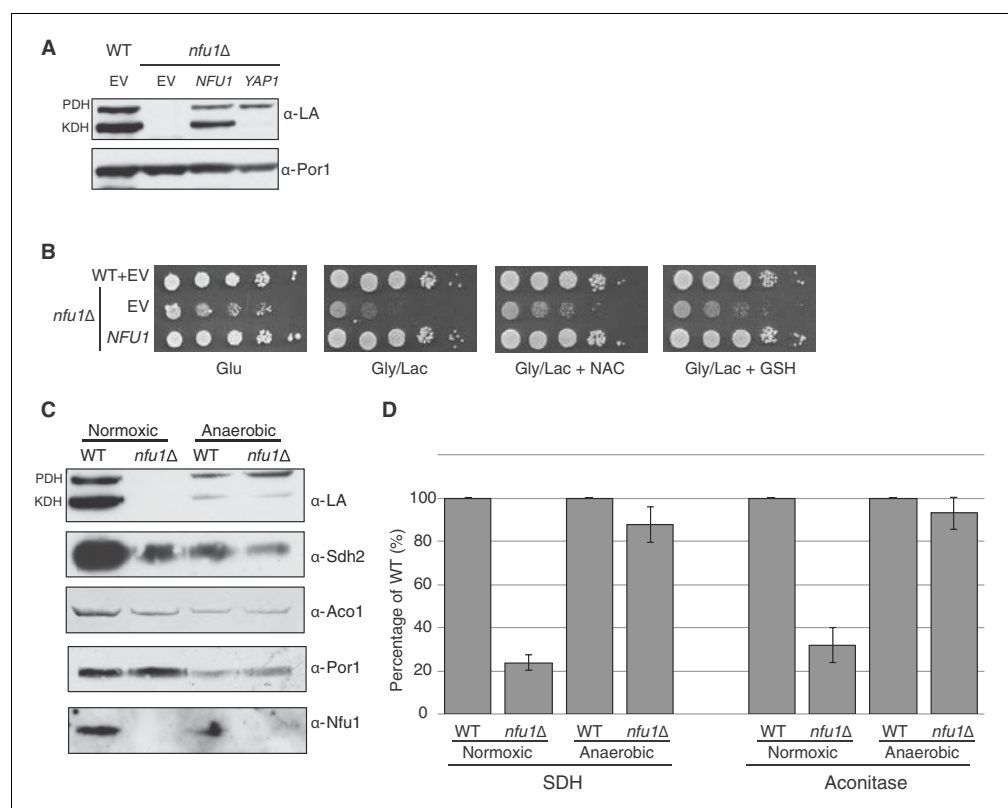 A
WT nfu1Δ
EV EV NFU1 YAP1
PDH
KDH
α-LA
α-Por1
B
WT+EV
EV
nfu1Δ
NFU1
Glu Gly/Lac Gly/Lac + NAC Gly/Lac + GSH
C
Normoxic Anaerobic
WT nfu1Δ WT nfu1Δ
PDH
KDH
α-LA
α-Sdh2
α-Aco1
α-Por1
α-Nfu1
D
Percentage of WT (%)
100
80
60
40
20
0
WT nfu1Δ WT nfu1Δ WT nfu1Δ WT nfu1Δ
Normoxic Anaerobic Normoxic Anaerobic
SDH Aconitase